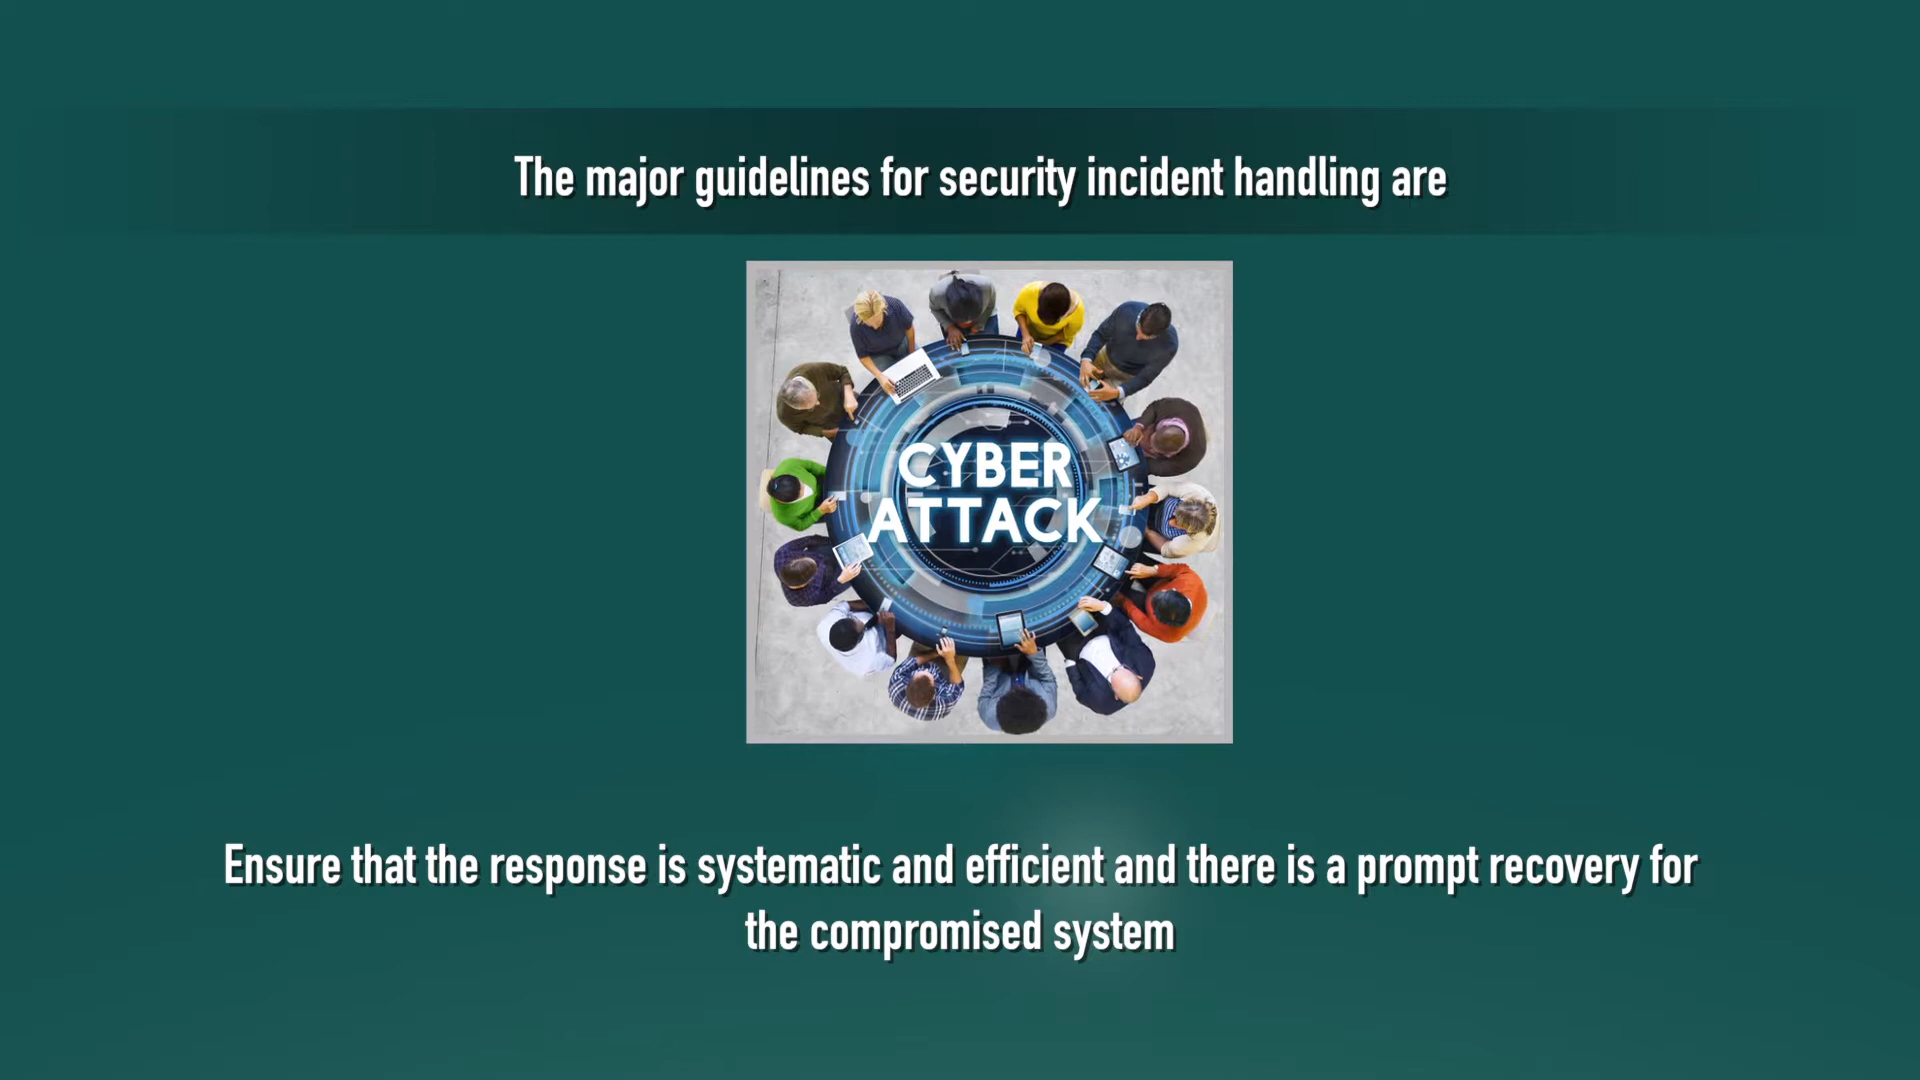 The major guidelines for security incident handling are
CYBER
ATTACK
Ensure that the response is systematic and efficient and there is a prompt recovery for
the compromised system